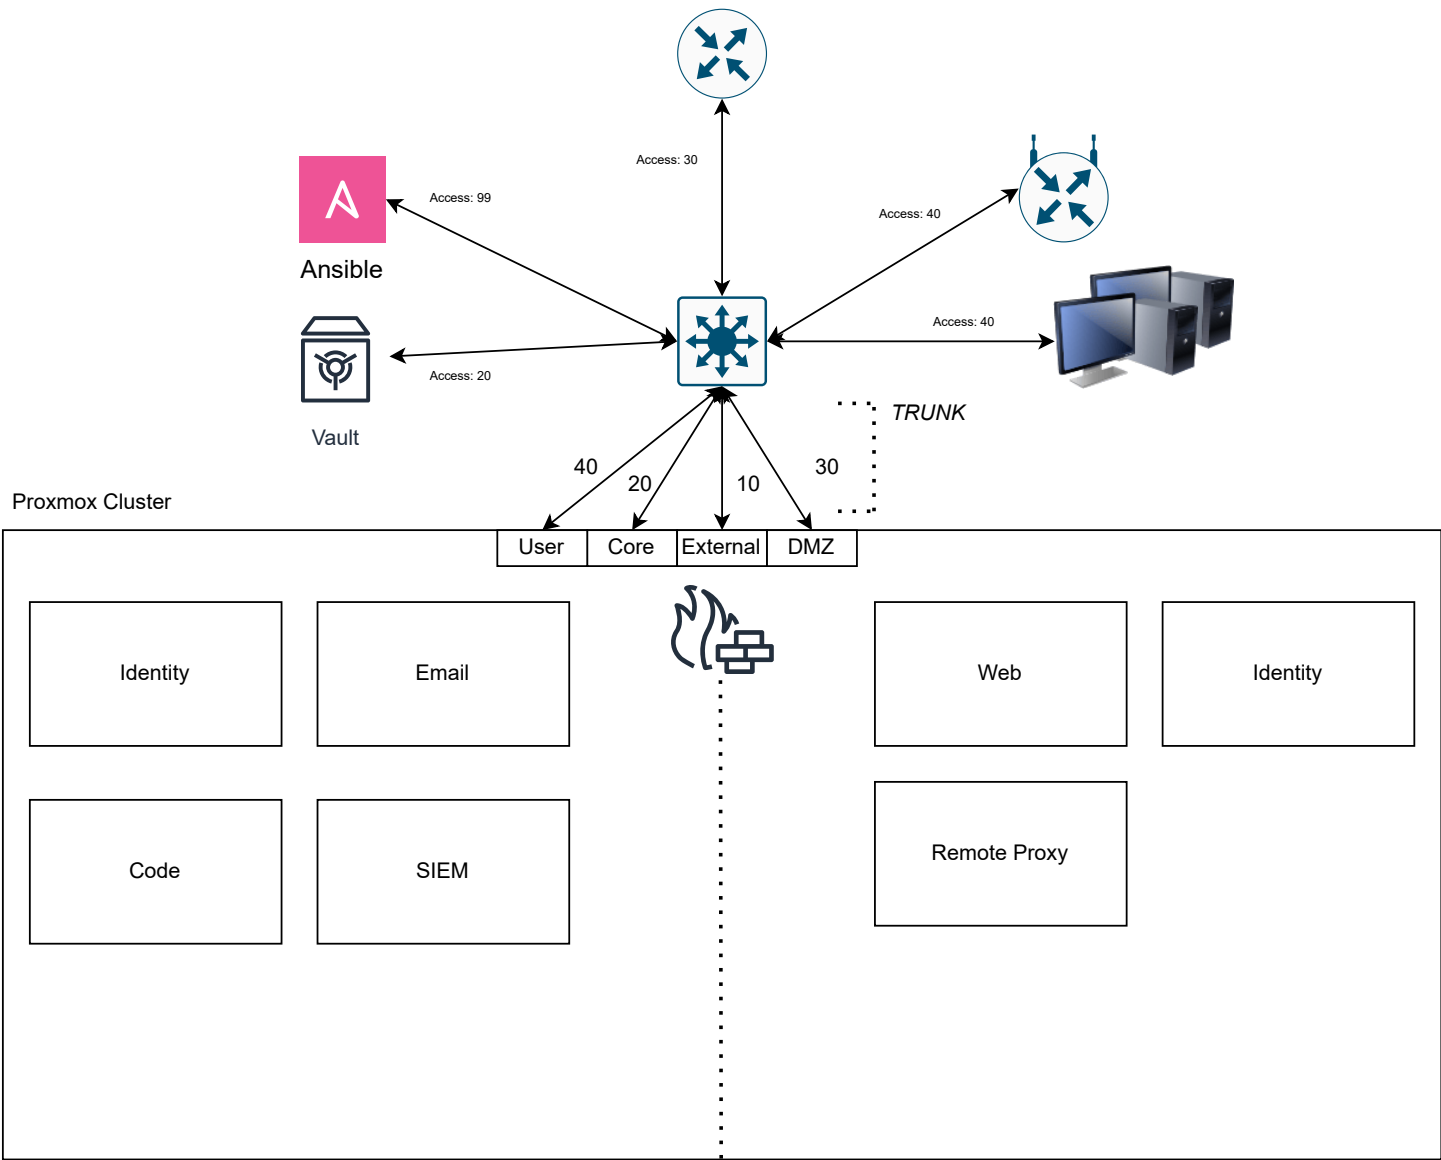 Access: 30
Access: 99
Access: 40
Ansible
Access: 40
Access: 20
Vault
TRUNK
40
20
10
30
Proxmox Cluster
User
Core
External
DMZ
Identity
Email
Web
Identity
Code
SIEM
Remote Proxy